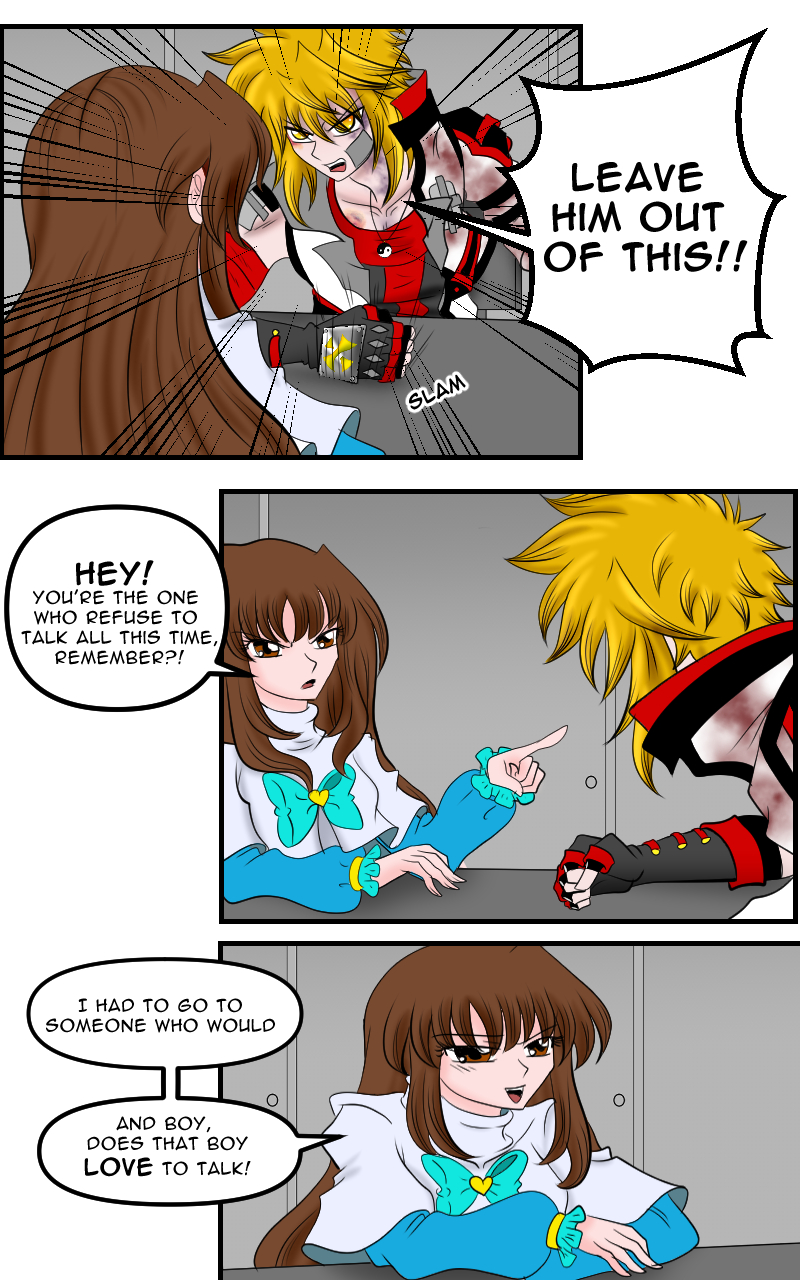 LEAVE
HIM OUT
OF THIS!!
SLAM
HEY!
YOU'RE THE ONE
WHO REFUSE TO
TALK ALL THIS TIME,
REMEMBER?!
I HAD TO GO TO
SOMEONE WHO WOULD
AND BOY,
DOES THAT BOY
LOVE TO TALK!